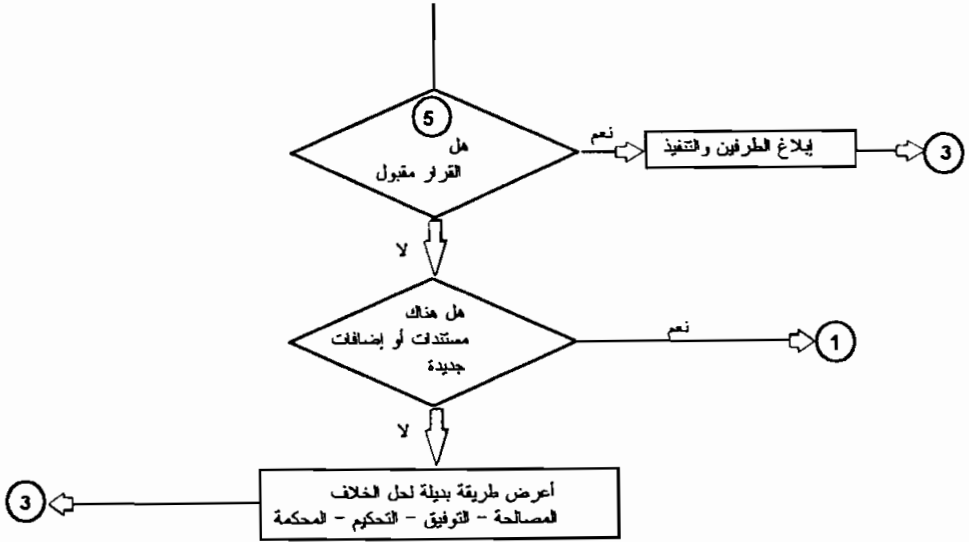 5
هل
القرار مقبول
نعم
إبلاغ الطرفين والتنفيذ
3
لا
هل هناك
مستندات أو إضافات
جديدة
نعم
1
لا
أعرض طريقة بديلة لحل الخلاف
المصالحة – التوفيق – التحكيم – المحكمة
3